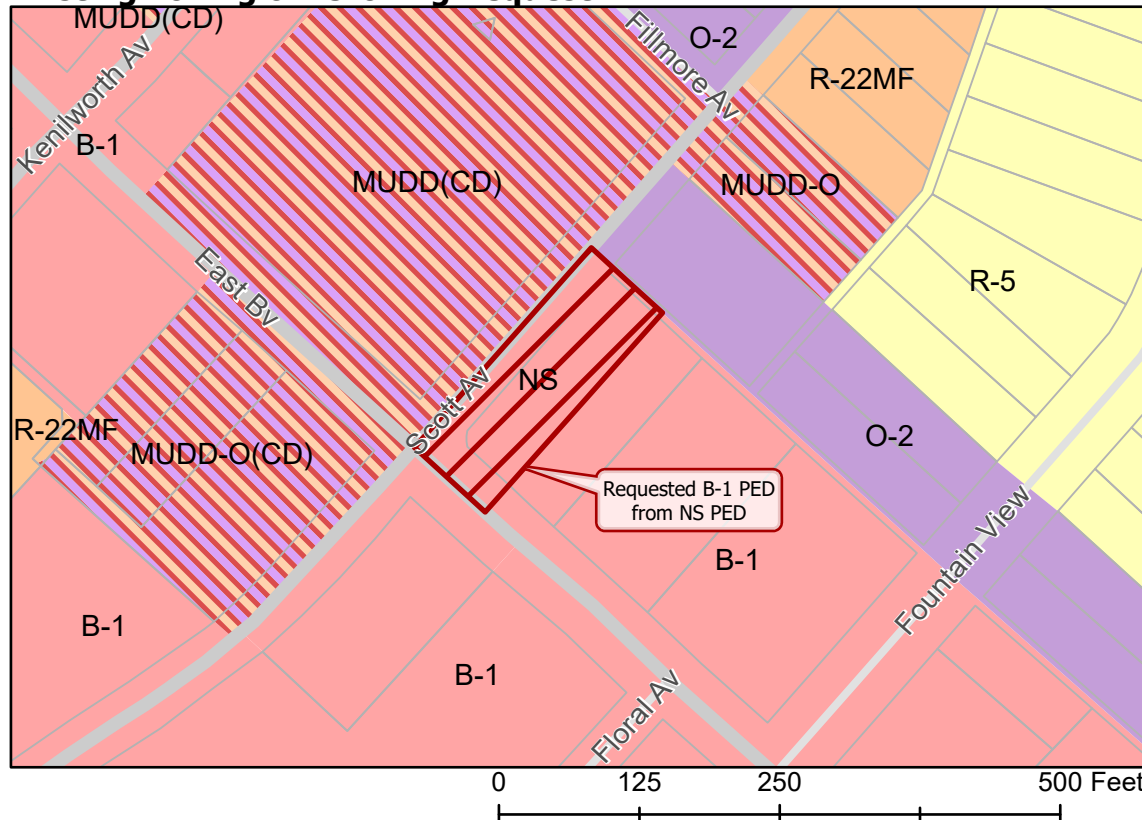 MUDD(CD)
Fillmore Av
O-2
R-22MF
Kenilworth Av
B-1
MUDD(CD)
MUDD-O
East Bv
R-5
NS
Scott Av
R-22MF
MUDD-O(CD)
O-2
Requested B-1 PED
from NS PED
B-1
Fountain View
B-1
B-1
Floral Av
0 125 250 500 Feet